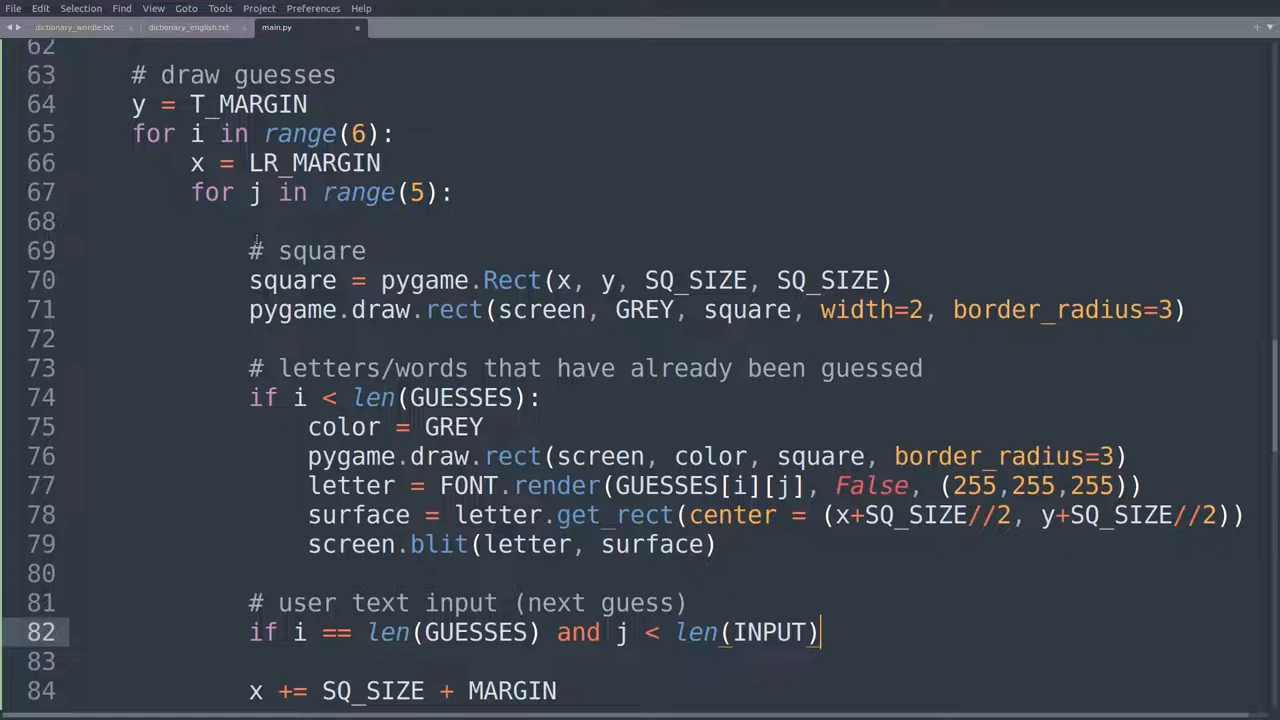 File Edit Selection Find View Goto Tools Project Preferences Help
dictionary_wordle.txt dictionary_english.txt main.py
62
63 # draw guesses
64 y = T_MARGIN
65 for i in range(6):
66 x = LR_MARGIN
67 for j in range(5):
68
69 # square
70 square = pygame.Rect(x, y, SQ_SIZE, SQ_SIZE)
71 pygame.draw.rect(screen, GREY, square, width=2, border_radius=3)
72
73 # letters/words that have already been guessed
74 if i < len(GUESSES):
75 color = GREY
76 pygame.draw.rect(screen, color, square, border_radius=3)
77 letter = FONT.render(GUESSES[i][j], False, (255,255,255))
78 surface = letter.get_rect(center = (x+SQ_SIZE//2, y+SQ_SIZE//2))
79 screen.blit(letter, surface)
80
81 # user text input (next guess)
82 if i == len(GUESSES) and j < len(INPUT)
83
84 x += SQ_SIZE + MARGIN